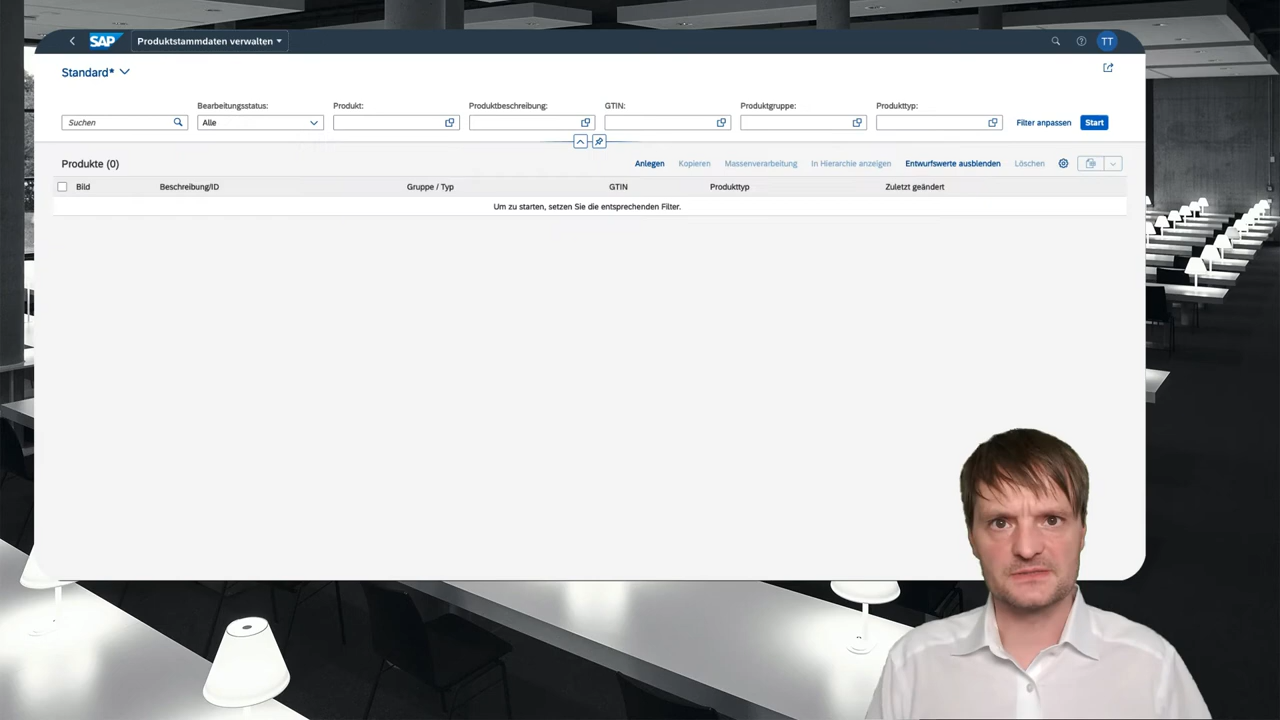 SAP Produktstammdaten verwalten TT
Standard*
Bearbeitungsstatus: Produkt: Produktbeschreibung: GTIN: Produktgruppe: Produkttyp:
Suchen Alle Filter anpassen Start
Produkte (0) Anlegen Kopieren Massenverarbeitung In Hierarchie anzeigen Entwurfswerte ausblenden Löschen
Bild Beschreibung/ID Gruppe / Typ GTIN Produkttyp Zuletzt geändert
Um zu starten, setzen Sie die entsprechenden Filter.